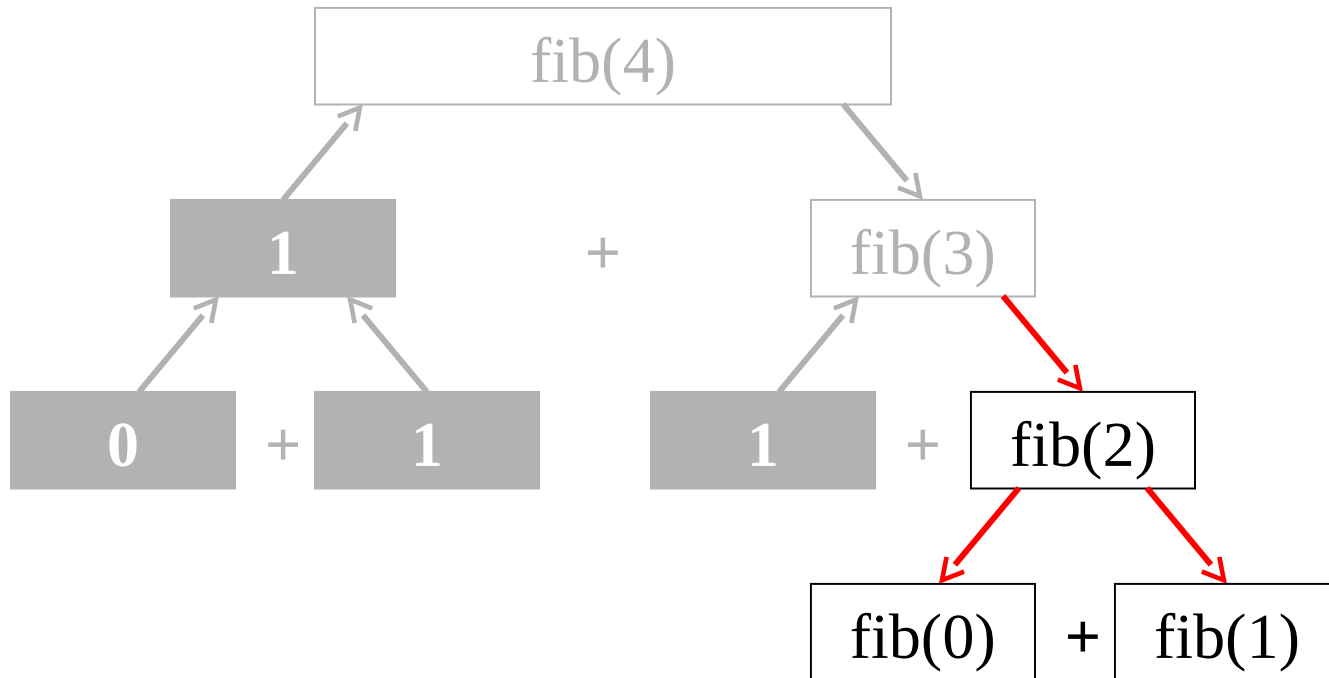 fib(4)
1 + fib(3)
0 + 1 1 + fib(2)
fib(0) + fib(1)